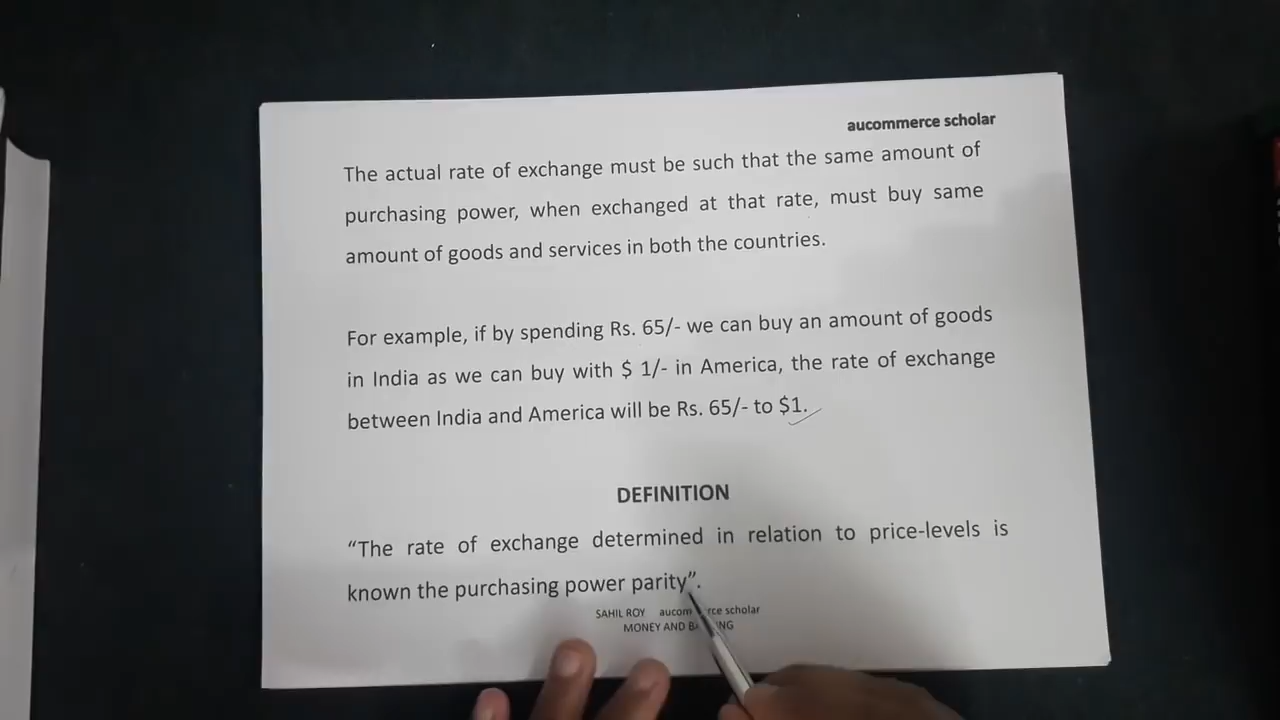 aucommerce scholar
The actual rate of exchange must be such that the same amount of
purchasing power, when exchanged at that rate, must buy same
amount of goods and services in both the countries.
For example, if by spending Rs. 65/- we can buy an amount of goods
in India as we can buy with $ 1/- in America, the rate of exchange
between India and America will be Rs. 65/- to $1.
DEFINITION
“The rate of exchange determined in relation to price-levels is
known the purchasing power parity”.
SAHIL ROY scholar
MONEY AND